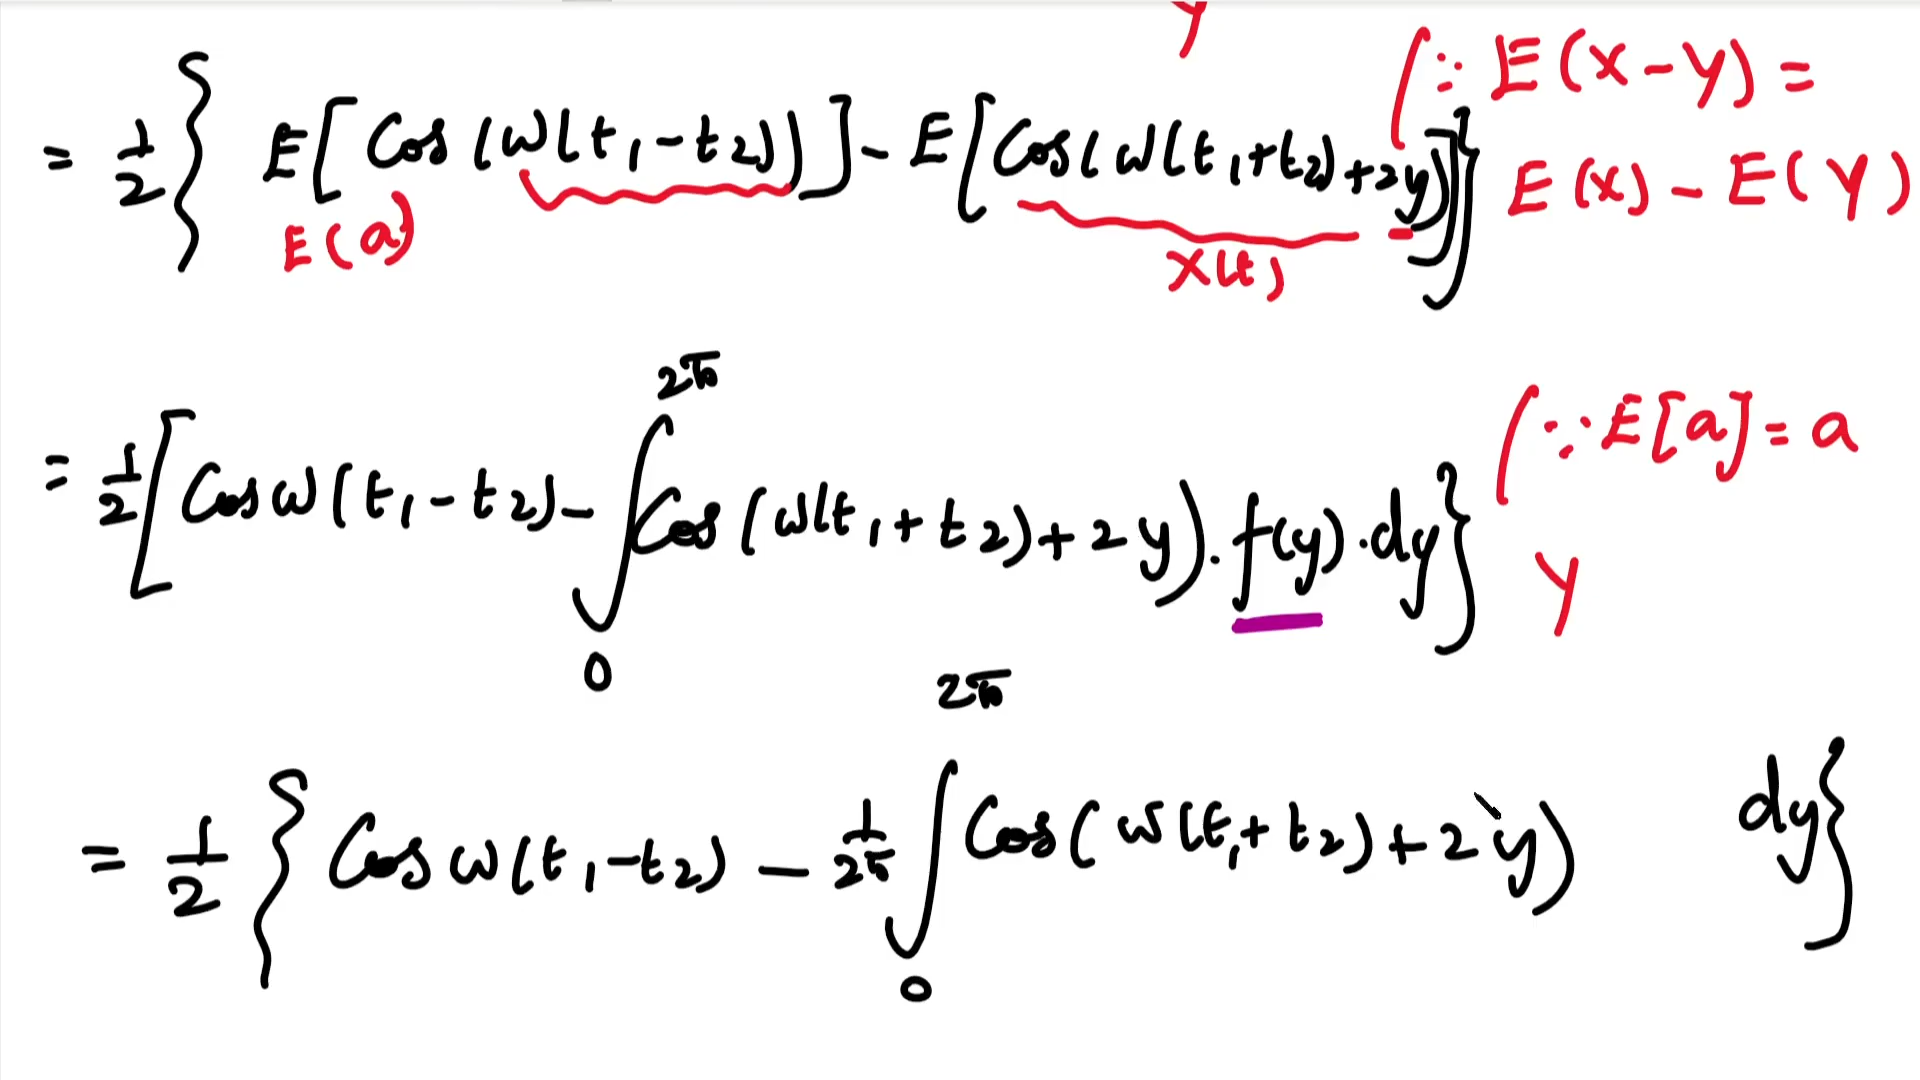 y
= 1/2 { E[Cos(ω(t₁-t₂))] - E[Cos(ω(t₁+t₂)+2y)]}
(∵ E(X-Y) =
E(X) - E(Y)
E(a)
X(t)
= 1/2 [Cos ω(t₁-t₂) - ∫₀^{2π} Cos(ω(t₁+t₂)+2y). f(y).dy}
(∵ E[a] = a
y
= 1/2 { Cos ω(t₁-t₂) - 1/2π ∫₀^{2π} Cos(ω(t₁+t₂)+2y) dy}